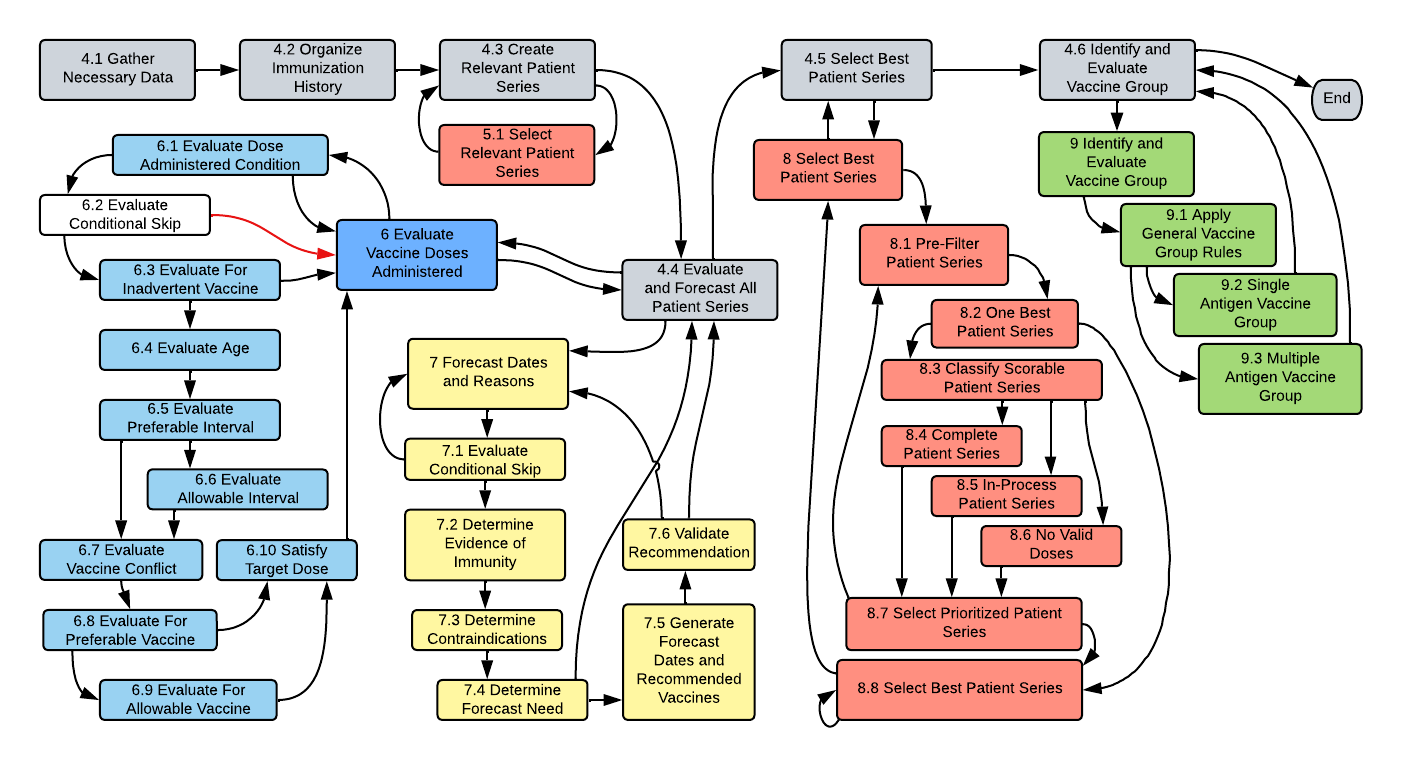 4.1 Gather
Necessary Data
4.2 Organize
Immunization
History
4.3 Create
Relevant Patient
Series
4.5 Select Best
Patient Series
4.6 Identify and
Evaluate
Vaccine Group
End
5.1 Select
Relevant Patient
Series
6.1 Evaluate Dose
Administered Condition
6.2 Evaluate
Conditional Skip
6 Evaluate
Vaccine Doses
Administered
6.3 Evaluate For
Inadvertent Vaccine
6.4 Evaluate Age
6.5 Evaluate
Preferable Interval
6.6 Evaluate
Allowable Interval
6.7 Evaluate
Vaccine Conflict
6.10 Satisfy
Target Dose
6.8 Evaluate For
Preferable Vaccine
6.9 Evaluate For
Allowable Vaccine
4.4 Evaluate
and Forecast All
Patient Series
7 Forecast Dates
and Reasons
7.1 Evaluate
Conditional Skip
7.2 Determine
Evidence of
Immunity
7.3 Determine
Contraindications
7.4 Determine
Forecast Need
7.6 Validate
Recommendation
7.5 Generate
Forecast
Dates and
Recommended
Vaccines
8 Select Best
Patient Series
8.1 Pre-Filter
Patient Series
8.2 One Best
Patient Series
8.3 Classify Scorable
Patient Series
8.4 Complete
Patient Series
8.5 In-Process
Patient Series
8.6 No Valid
Doses
8.7 Select Prioritized Patient
Series
8.8 Select Best Patient Series
9 Identify and
Evaluate
Vaccine Group
9.1 Apply
General Vaccine
Group Rules
9.2 Single
Antigen Vaccine
Group
9.3 Multiple
Antigen Vaccine
Group